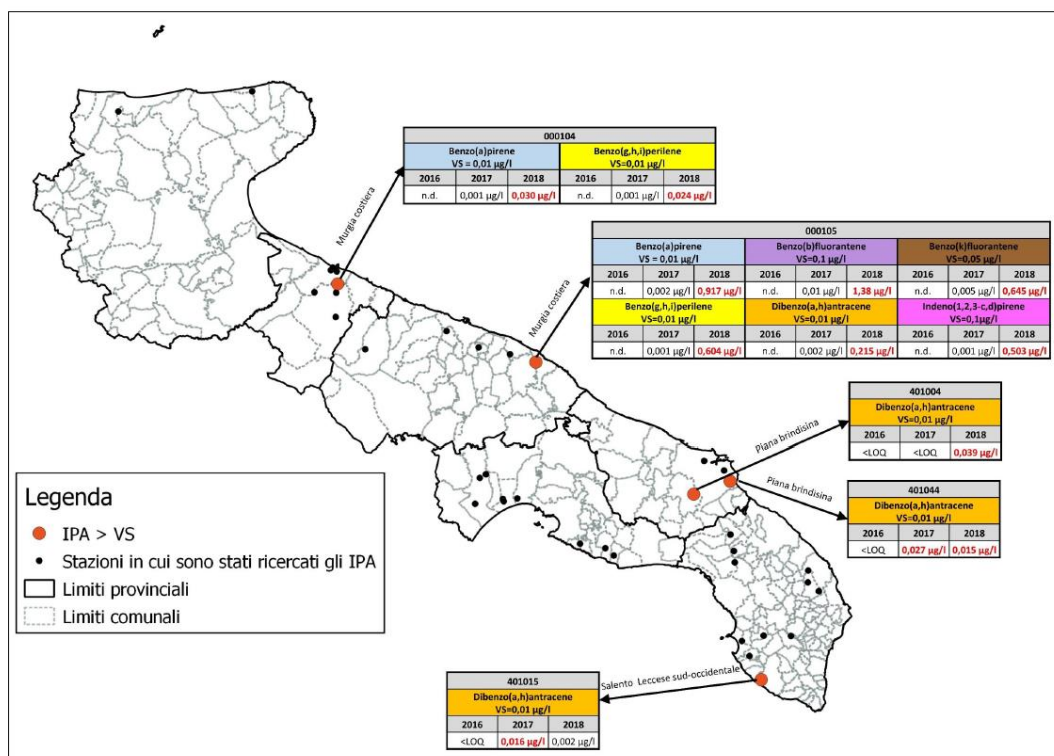 000104
Benzo(a)pirene Benzo(g,h,i)perilene
VS = 0,01 µg/l VS=0,01 µg/l
2016 2017 2018 2016 2017 2018
n.d. 0,001 µg/l 0,030 µg/l n.d. 0,001 µg/l 0,024 µg/l
Murgia costiera
000105
Benzo(a)pirene Benzo(b)fluorantene Benzo(k)fluorantene
VS = 0,01 µg/l VS=0,1 µg/l VS=0,05 µg/l
2016 2017 2018 2016 2017 2018 2016 2017 2018
n.d. 0,002 µg/l 0,917 µg/l n.d. 0,01 µg/l 1,38 µg/l n.d. 0,005 µg/l 0,645 µg/l
Benzo(g,h,i)perilene Dibenzo(a,h)antracene Indeno(1,2,3-c,d)pirene
VS=0,01 µg/l VS=0,01 µg/l VS=0,1µg/l
2016 2017 2018 2016 2017 2018 2016 2017 2018
n.d. 0,001 µg/l 0,604 µg/l n.d. 0,002 µg/l 0,215 µg/l n.d. 0,001 µg/l 0,503 µg/l
Murgia costiera
401004
Dibenzo(a,h)antracene
VS=0,01 µg/l
2016 2017 2018
<LOQ <LOQ 0,039 µg/l
Piana brindisina
Piana brindisina
401044
Dibenzo(a,h)antracene
VS=0,01 µg/l
2016 2017 2018
<LOQ 0,027 µg/l 0,015 µg/l
Legenda
IPA > VS
Stazioni in cui sono stati ricercati gli IPA
Limiti provinciali
Limiti comunali
Salento Leccese sud-occidentale
401015
Dibenzo(a,h)antracene
VS=0,01 µg/l
2016 2017 2018
<LOQ 0,016 µg/l 0,002 µg/l